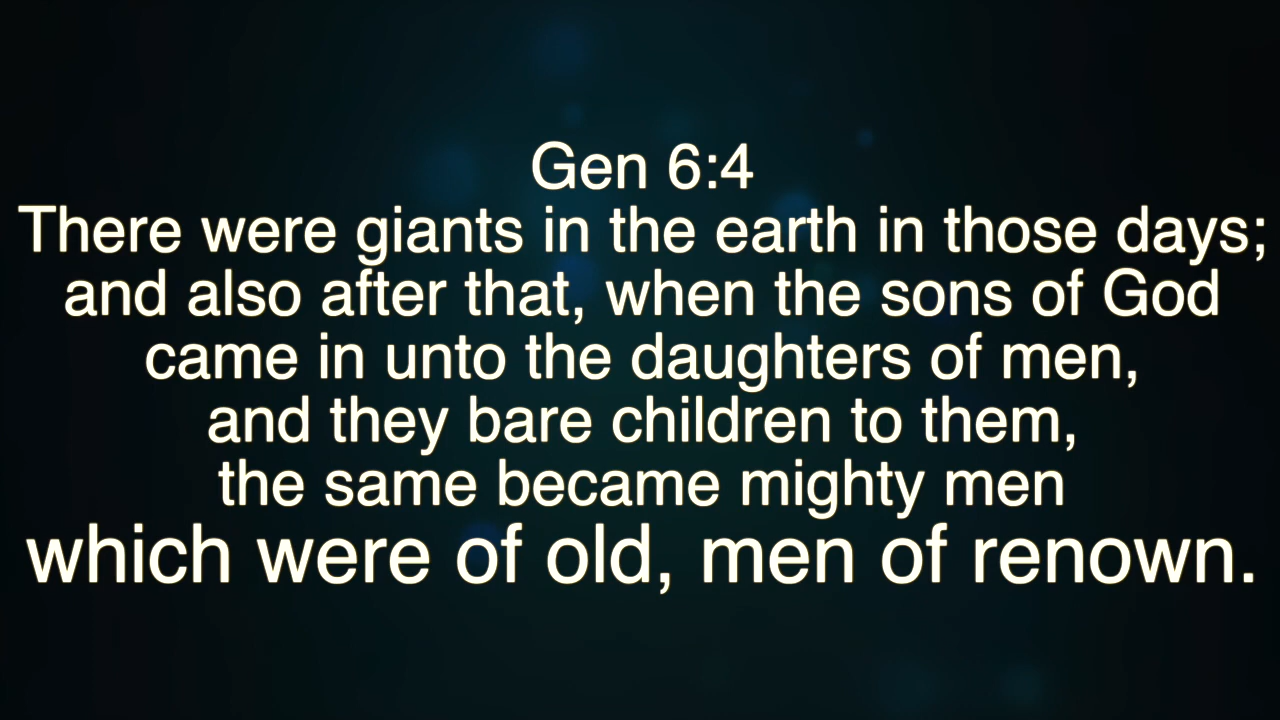 Gen 6:4
There were giants in the earth in those days;
and also after that, when the sons of God
came in unto the daughters of men,
and they bare children to them,
the same became mighty men
which were of old, men of renown.